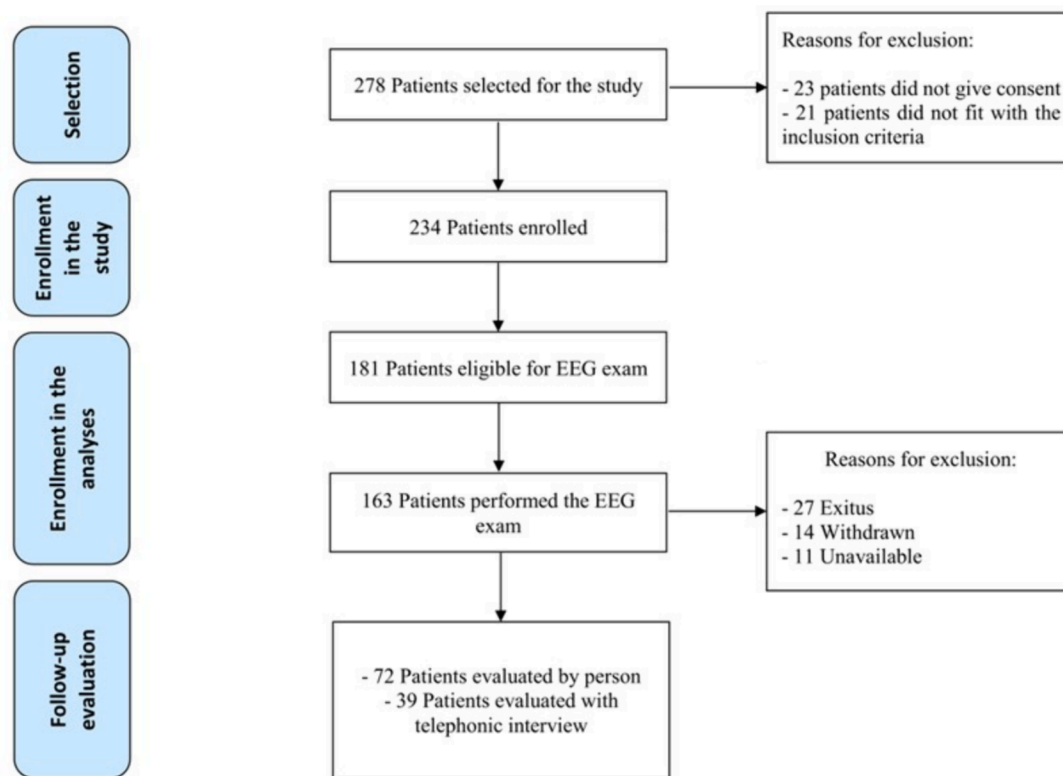 Selection
278 Patients selected for the study
Reasons for exclusion:
- 23 patients did not give consent
- 21 patients did not fit with the
inclusion criteria
Enrollment
in the
study
234 Patients enrolled
Enrollment in the
analyses
181 Patients eligible for EEG exam
163 Patients performed the EEG
exam
Reasons for exclusion:
- 27 Exitus
- 14 Withdrawn
- 11 Unavailable
Follow-up
evaluation
- 72 Patients evaluated by person
- 39 Patients evaluated with
telephonic interview